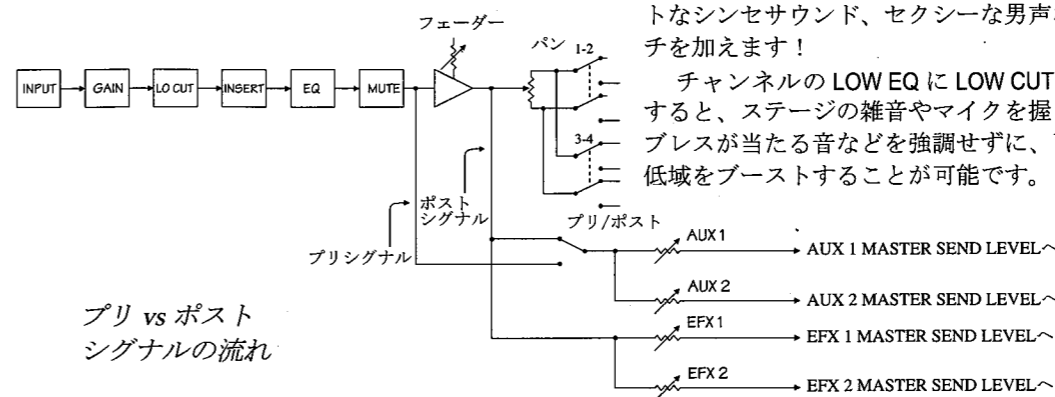 トなシンセサウンド、セクシーな男声
チを加えます！
チャンネルの LOW EQ に LOW CUT
すると、ステージの雑音やマイクを握
ブレスが当たる音などを強調せずに、
低域をブーストすることが可能です。
フェーダー
パン
1-2
INPUT
GAIN
LO CUT
INSERT
EQ
MUTE
3-4
ポスト
シグナル
プリシグナル
プリ/ポスト
AUX 1
AUX 1 MASTER SEND LEVELへ
AUX 2
AUX 2 MASTER SEND LEVELへ
EFX 1
EFX 1 MASTER SEND LEVELへ
EFX 2
EFX 2 MASTER SEND LEVELへ
プリ vs ポスト
シグナルの流れ